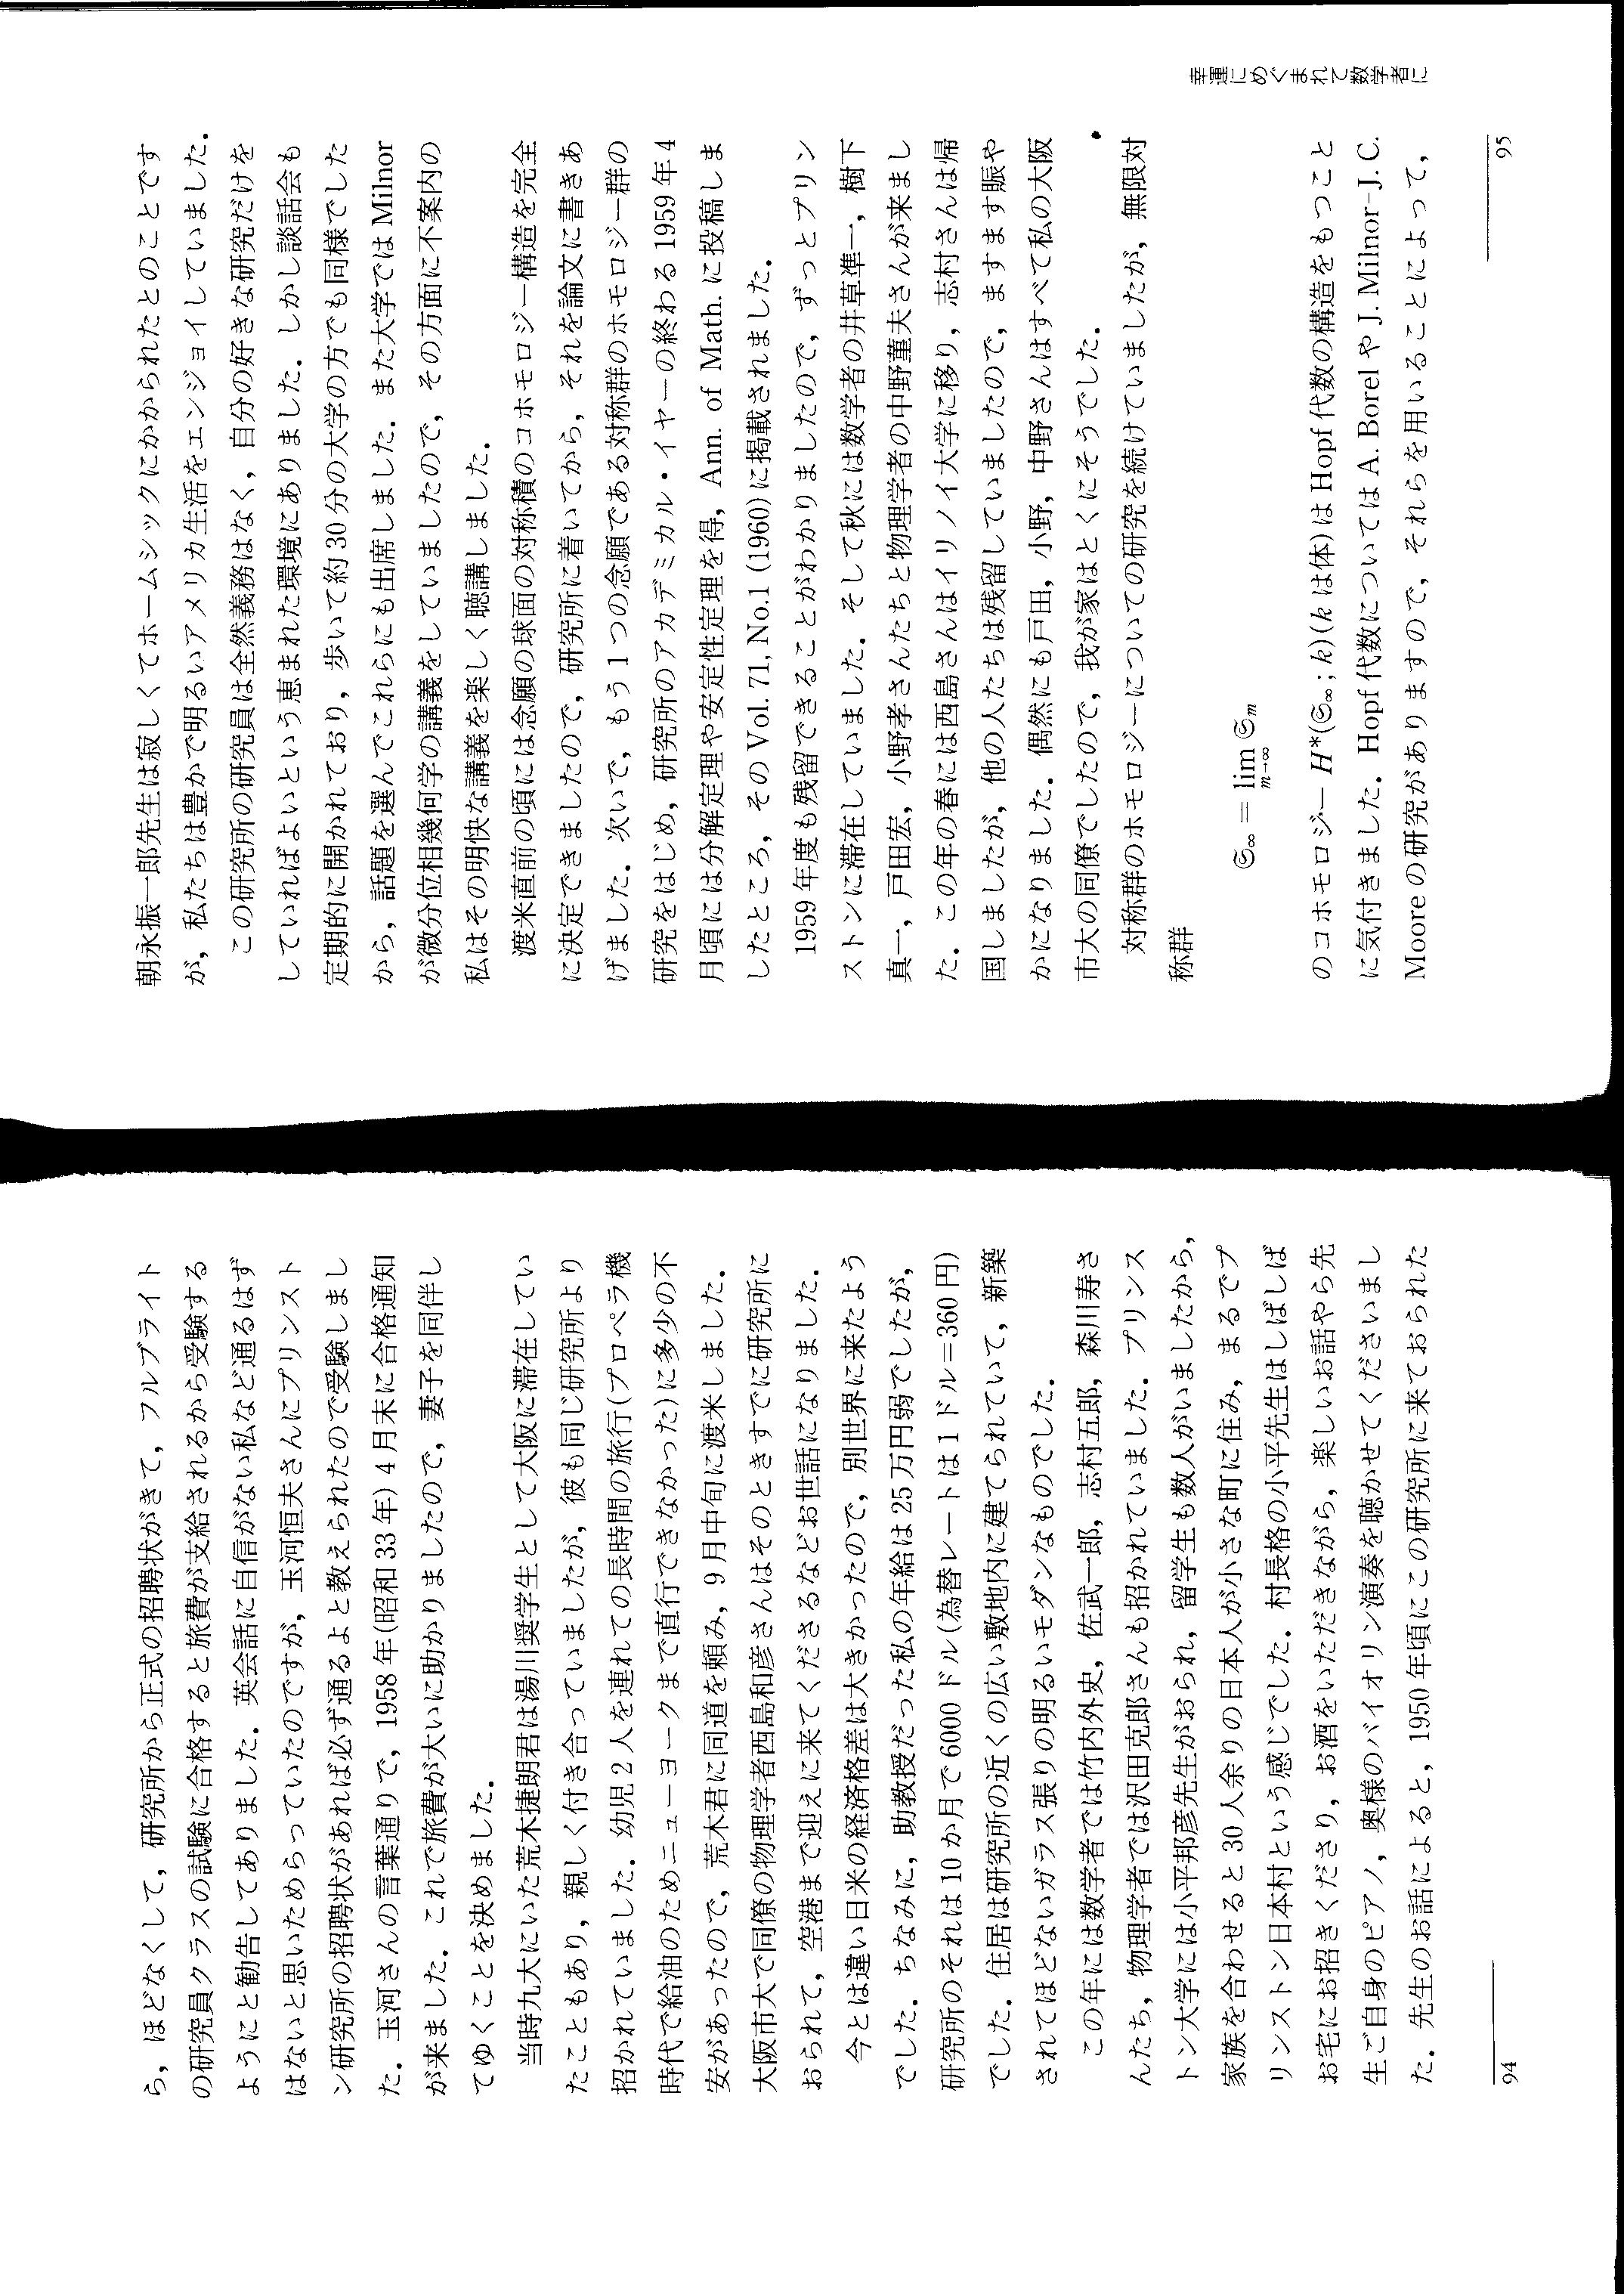 ら，ほどなくして，研究所から正式の招聘状がきて，フルブライト
の研究員クラスの試験に合格すると旅費が支給されるから受験する
ようにと勧告してありました．英会話に自信がない私など通るはず
はないと思いためらっていたのですが，玉河恒夫さんにプリンスト
ン研究所の招聘状があれば必ず通るよと教えられたので受験しまし
た．玉河さんの言葉通りで，1958年(昭和33年)4月末に合格通知
が来ました．これで旅費が大いに助かりましたので，妻子を同伴し
てゆくことを決めました．
当時九大にいた荒木捷朗君は湯川奨学生として大阪に滞在してい
たこともあり，親しく付き合っていましたが，彼も同じ研究所より
招かれていました．幼児2人を連れての長時間の旅行(プロペラ機
時代で給油のためニューヨークまで直行できなかった)に多少の不
安があったので，荒木君に同道を頼み，9月中旬に渡米しました．
大阪市大で同僚の物理学者西島和彦さんはそのときすでに研究所に
おられて，空港まで迎えに来てくださるなどお世話になりました．
今とは違い日米の経済格差は大きかったので，別世界に来たよう
でした．ちなみに，助教授だった私の年給は25万円弱でしたが，
研究所のそれは10か月で6000ドル(為替レートは1ドル＝360円)
でした．住居は研究所の近くの広い敷地内に建てられていて，新築
されてほどないガラス張りの明るいモダンなものでした．
この年には数学者では竹内外史，佐武一郎，志村五郎，森川寿さ
んたち，物理学者では沢田克郎さんも招かれていました．プリンス
トン大学には小平邦彦先生がおられ，留学生も数人がいましたから，
家族を合わせると30人余りの日本人が小さな町に住み，まるでプ
リンストン日本村という感じでした．村長格の小平先生はしばしば
お宅にお招きくださり，お酒をいただきながら，楽しいお話やら先
生ご自身のピアノ，奥様のバイオリン演奏を聴かせてくださいまし
た．先生のお話によると，1950年頃にこの研究所に来ておられた
94
朝永振一郎先生は寂しくてホームシックにかかられたとのことです
が，私たちは豊かで明るいアメリカ生活をエンジョイしていました．
この研究所の研究員は全然義務はなく，自分の好きな研究だけを
していればよいという恵まれた環境にありました．しかし談話会も
定期的に開かれており，歩いて約30分の大学の方でも同様でした
から，話題を選んでこれらにも出席しました．また大学ではMilnor
が微分位相幾何学の講義をしていましたので，その方面に不案内の
私はその明快な講義を楽しく聴講しました．
渡米直前の頃には念願の球面の対称積のコホモロジー構造を完全
に決定できましたので，研究所に着いてから，それを論文に書きあ
げました．次いで，もう1つの念願である対称群のホモロジー群の
研究をはじめ，研究所のアカデミカル・イヤーの終わる1959年4
月頃には分解定理や安定性定理を得，Ann. of Math. に投稿しま
したところ，そのVol. 71, No.1 (1960)に掲載されました．
1959年度も残留できることがわかりましたので，ずっとプリン
ストンに滞在していました．そして秋には数学者の井草準一，樹下
真一，戸田宏，小野孝さんたちと物理学者の中野董夫さんが来まし
た．この年の春には西島さんはイリノイ大学に移り，志村さんは帰
国しましたが，他の人たちは残留していましたので，ますます賑や
かになりました．偶然にも戸田，小野，中野さんはすべて私の大阪
市大の同僚でしたので，我が家はとくにそうでした．
対称群のホモロジーについての研究を続けていましたが，無限対
称群
𝔖∞ = lim 𝔖m
m→∞
のコホモロジー H*(𝔖∞; k)(kは体)はHopf代数の構造をもつこと
に気付きました．Hopf代数についてはA. BorelやJ. Milnor-J. C.
Mooreの研究がありますので，それらを用いることによって，
幸運にめぐまれて数学者に
95